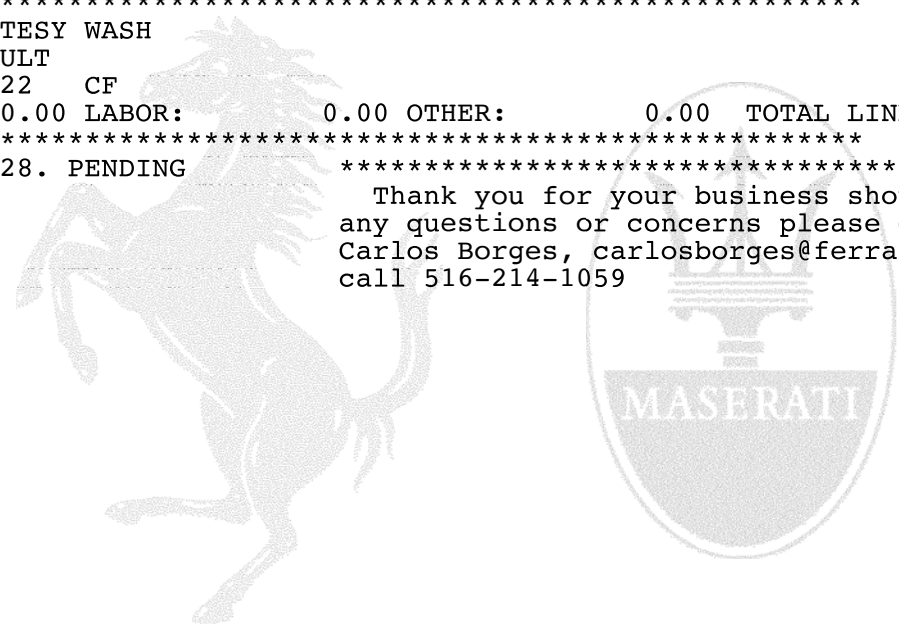 ****************************************************
TESY WASH
ULT
22 CF
0.00 LABOR: 0.00 OTHER: 0.00 TOTAL LIN
****************************************************
28. PENDING *********************************
Thank you for your business sho
any questions or concerns please
Carlos Borges, carlosborges@ferra
call 516-214-1059
MASERATI